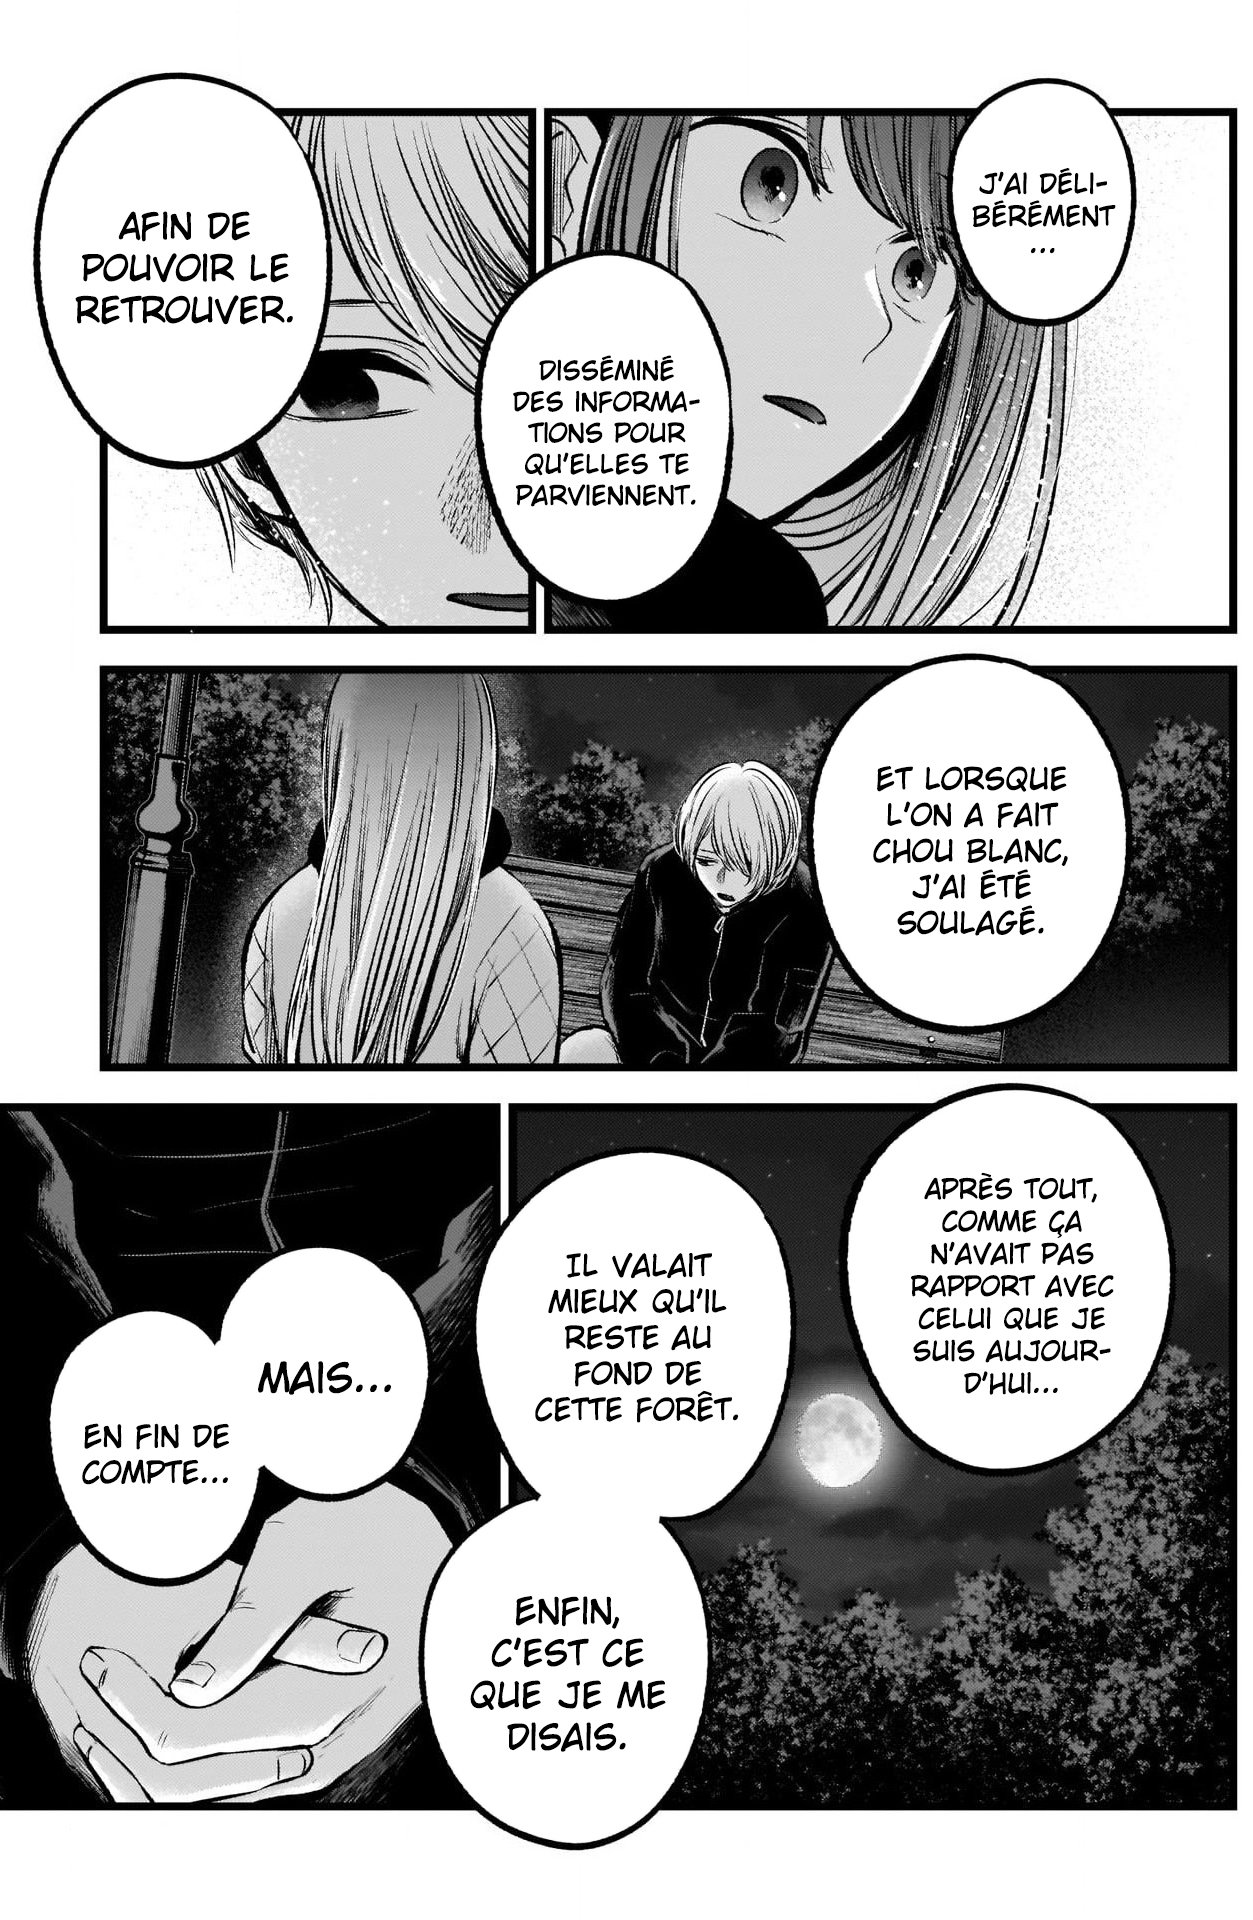 J'AI DÉLI-
BÉRÉMENT
...
DISSÉMINÉ
DES INFORMA-
TIONS POUR
QU'ELLES TE
PARVIENNENT.
AFIN DE
POUVOIR LE
RETROUVER.
ET LORSQUE
L'ON A FAIT
CHOU BLANC,
J'AI ÉTÉ
SOULAGÉ.
APRÈS TOUT,
COMME ÇA
N'AVAIT PAS
RAPPORT AVEC
CELUI QUE JE
SUIS AUJOUR-
D'HUI...
IL VALAIT
MIEUX QU'IL
RESTE AU
FOND DE
CETTE FORÊT.
ENFIN,
C'EST CE
QUE JE ME
DISAIS.
MAIS...
EN FIN DE
COMPTE...